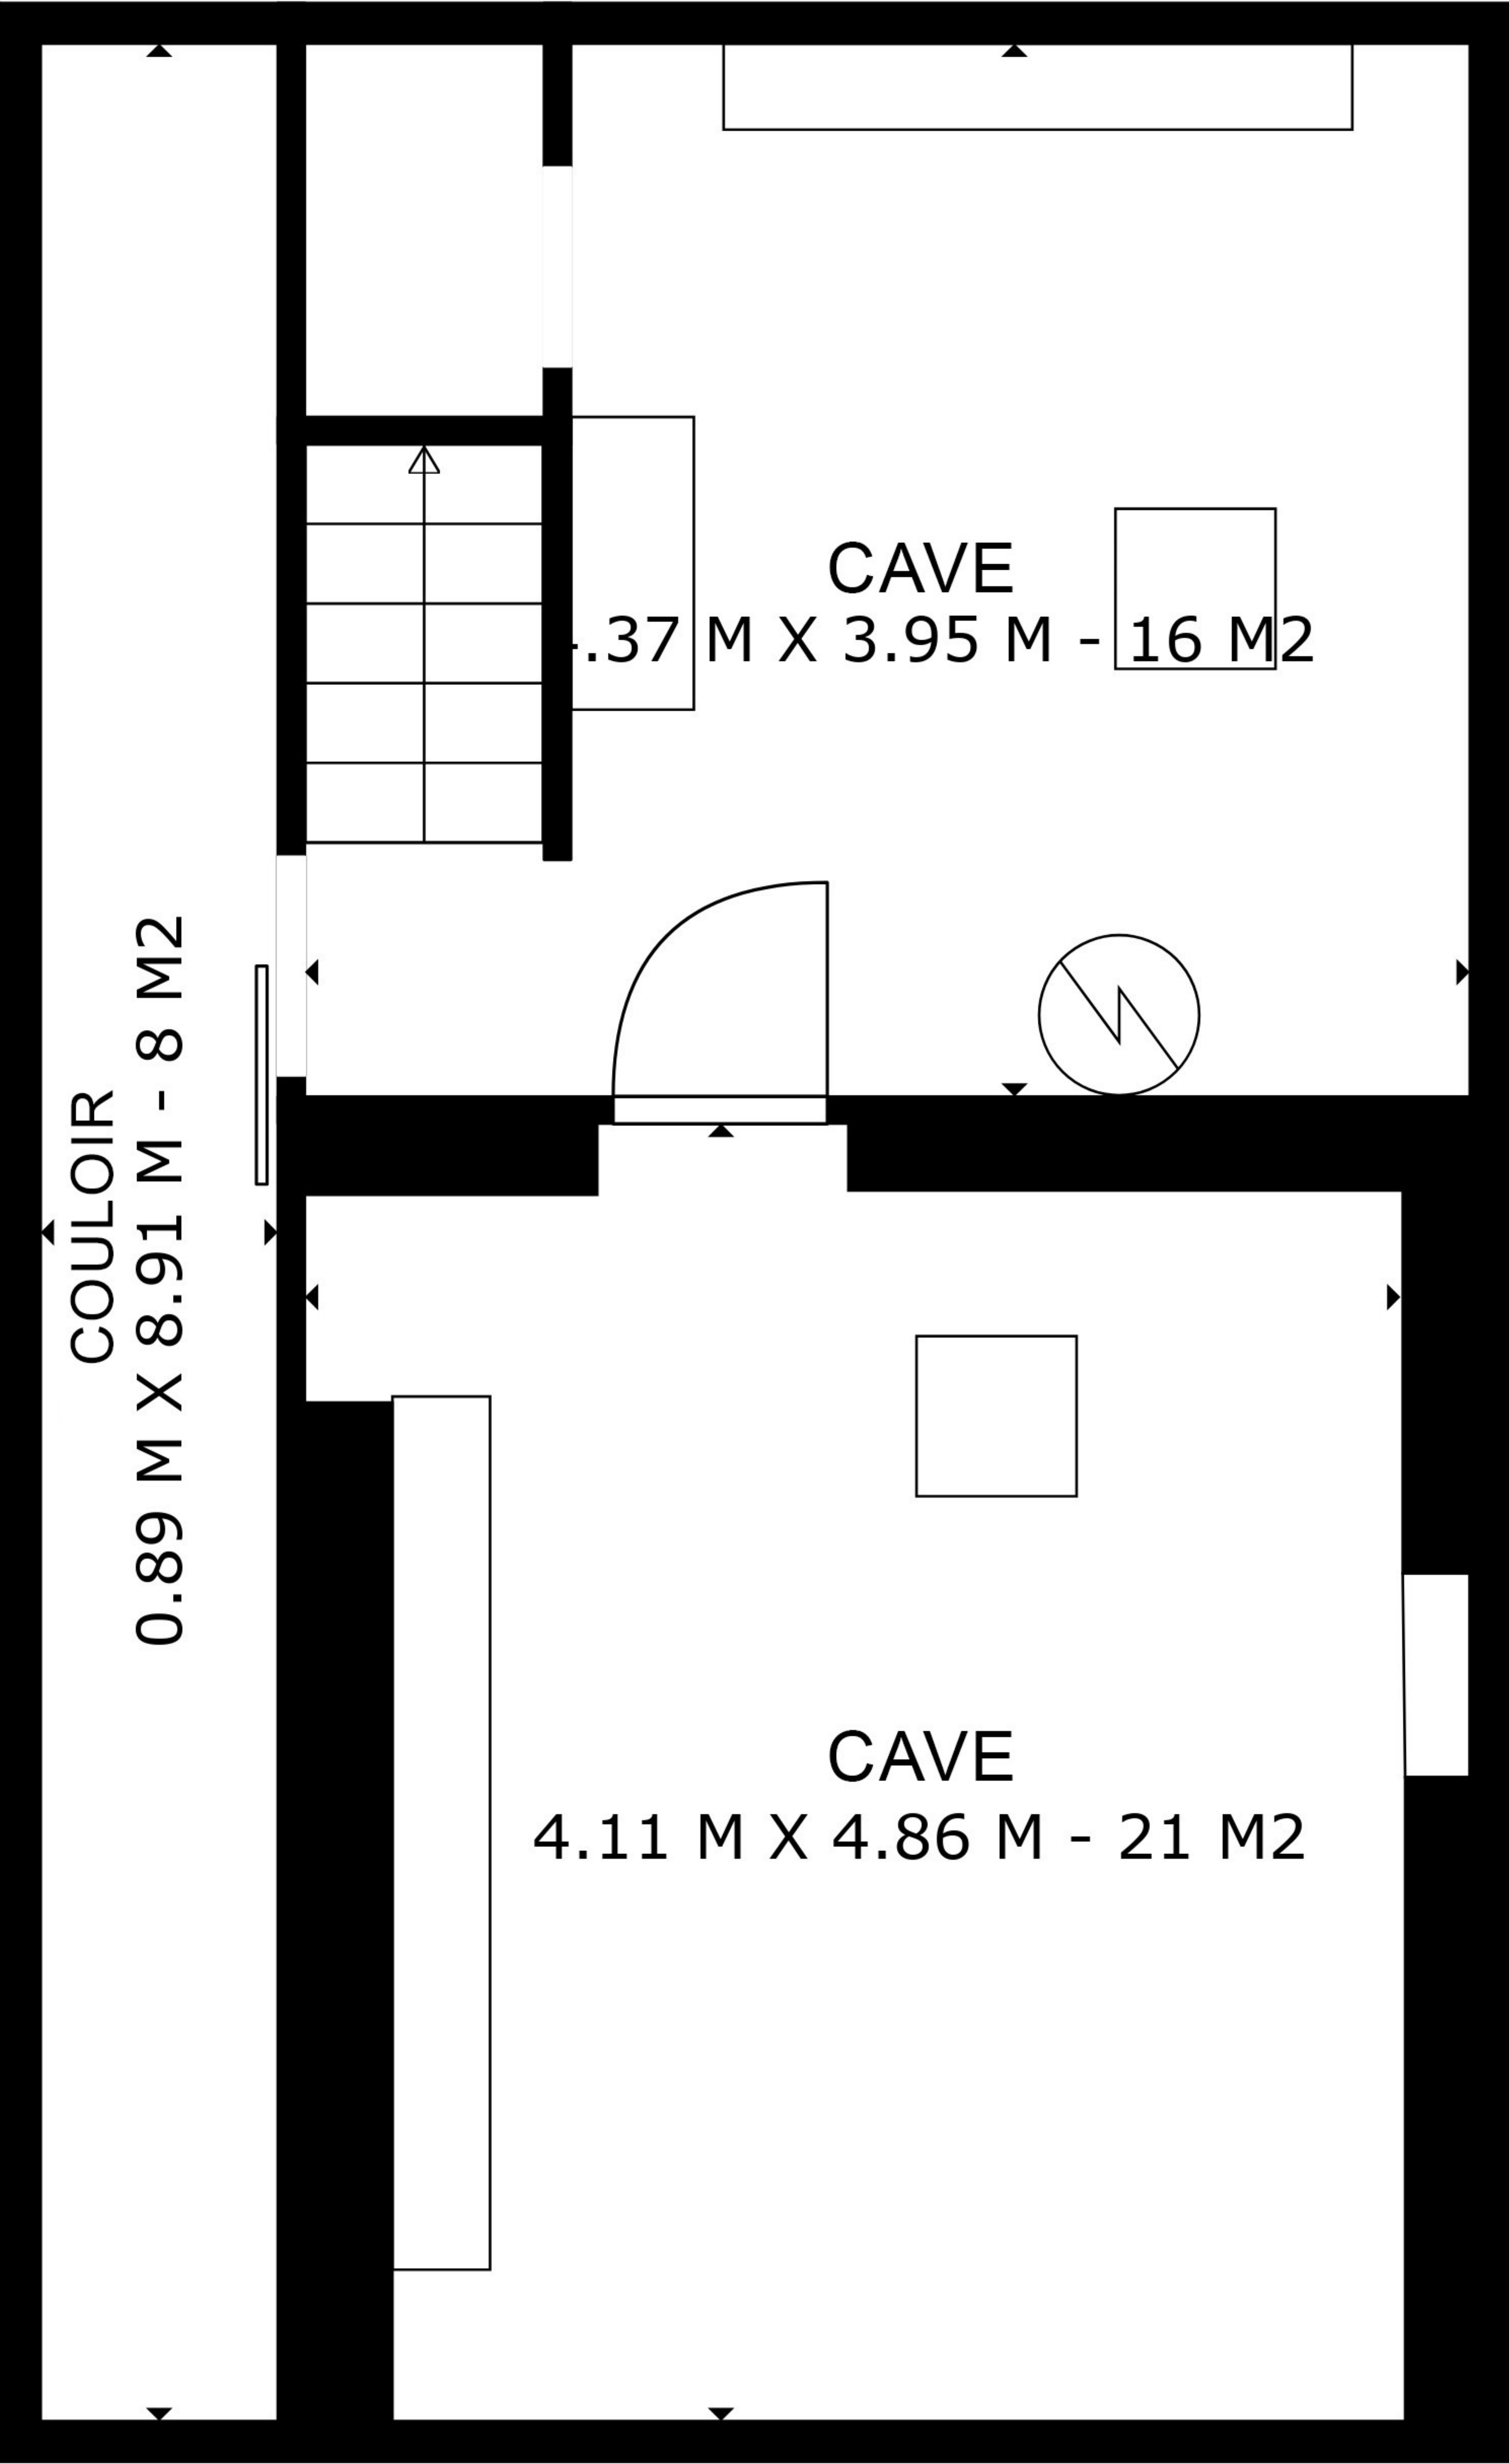 CAVE
.37 M X 3.95 M - 16 M2
COULOIR
0.89 M X 8.91 M - 8 M2
CAVE
4.11 M X 4.86 M - 21 M2